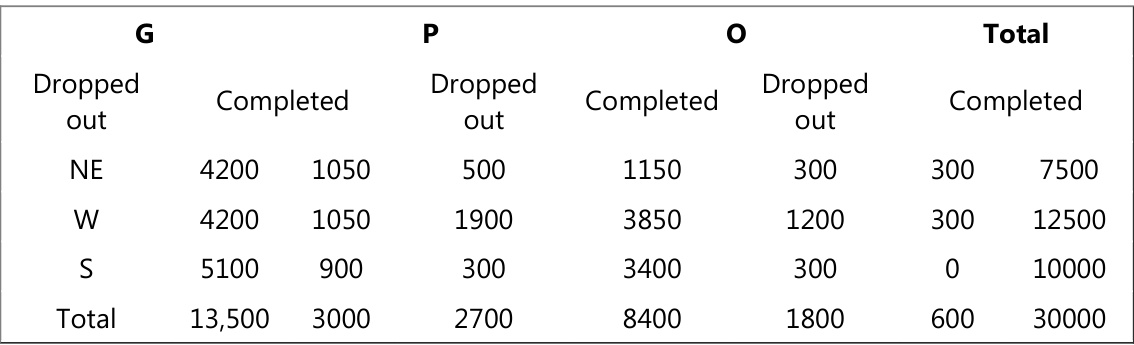 G P O Total
Dropped out Completed Dropped out Completed Dropped out Completed
NE 4200 1050 500 1150 300 300 7500
W 4200 1050 1900 3850 1200 300 12500
S 5100 900 300 3400 300 0 10000
Total 13,500 3000 2700 8400 1800 600 30000